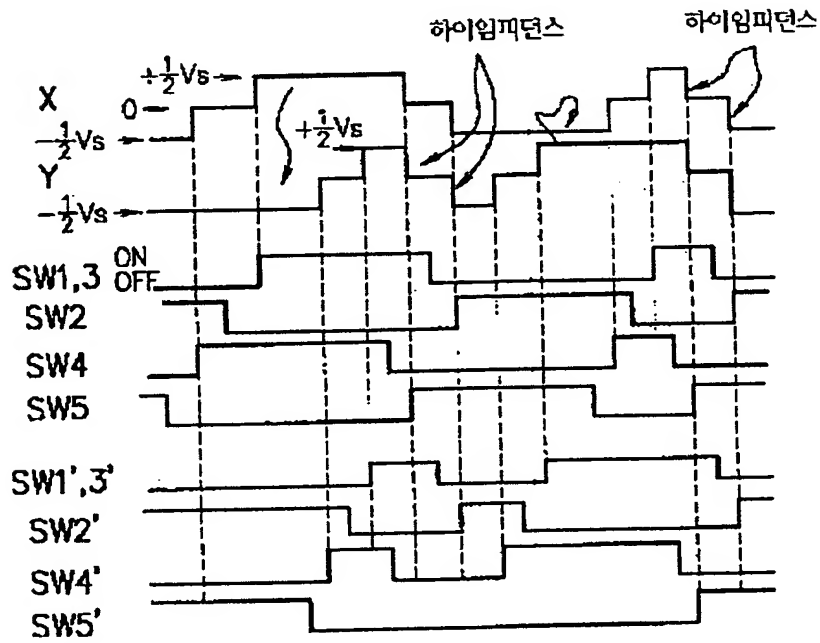 하이임피던스
하이임피던스
+½Vs
X
0
-½Vs
+½Vs
Y
-½Vs
ON
OFF
SW1,3
SW2
SW4
SW5
SW1',3'
SW2'
SW4'
SW5'